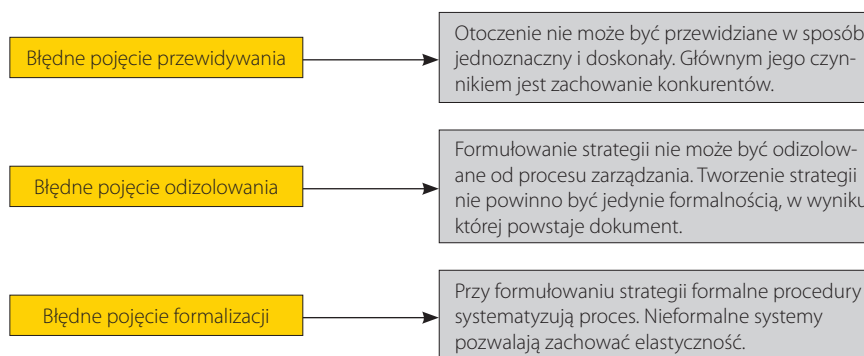 Błędne pojęcie przewidywania
Otoczenie nie może być przewidziane w sposób
jednoznaczny i doskonały. Głównym jego czyn-
nikiem jest zachowanie konkurentów.
Błędne pojęcie odizolowania
Formułowanie strategii nie może być odizolow-
ane od procesu zarządzania. Tworzenie strategii
nie powinno być jedynie formalnością, w wyniku
której powstaje dokument.
Błędne pojęcie formalizacji
Przy formułowaniu strategii formalne procedury
systematyzują proces. Nieformalne systemy
pozwalają zachować elastyczność.